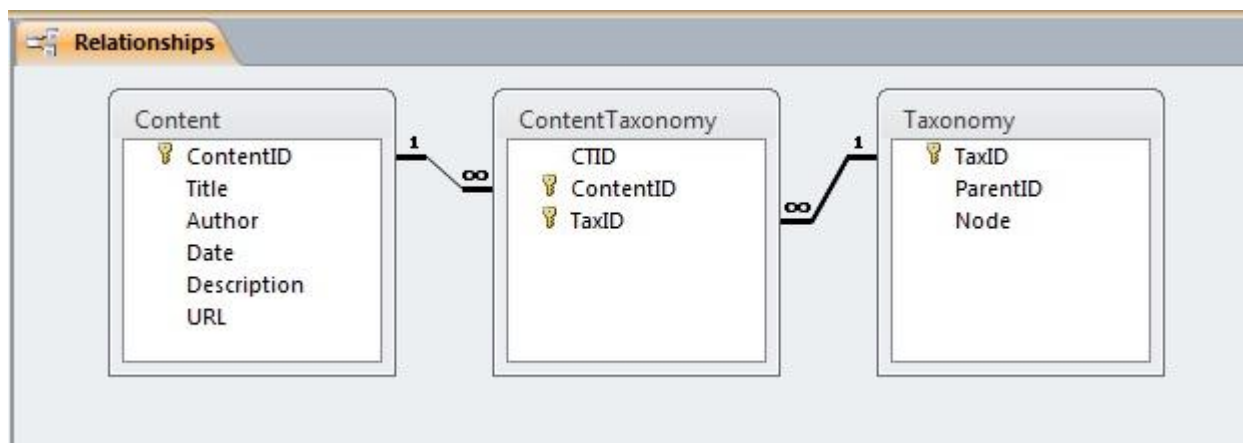 Relationships
Content
ContentID
Title
Author
Date
Description
URL
1
∞
ContentTaxonomy
CTID
ContentID
TaxID
∞
1
Taxonomy
TaxID
ParentID
Node